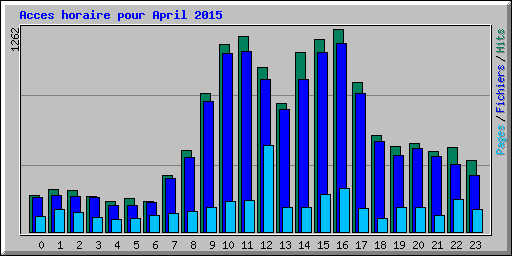 Acces horaire pour April 2015
1262
Pages / Fichiers / Hits
0 1 2 3 4 5 6 7 8 9 10 11 12 13 14 15 16 17 18 19 20 21 22 23